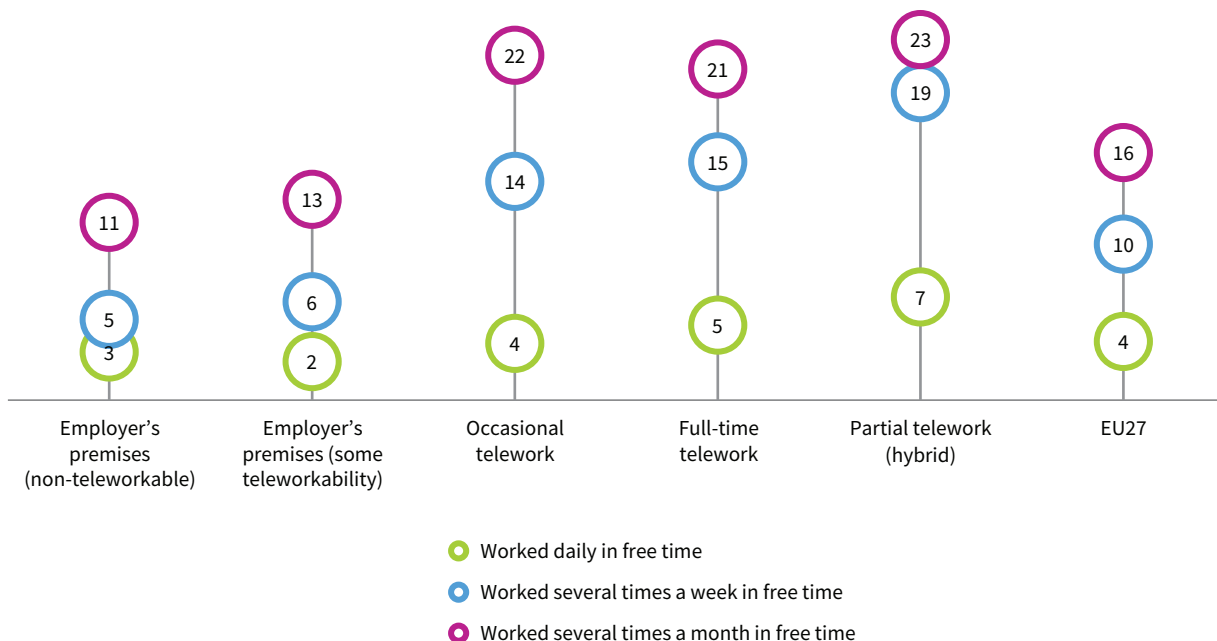 23
22
21
19
16
13
15
14
11
10
6
7
5
5
4
4
3
2
Employer's
premises
(non-teleworkable)
Employer's
premises (some
teleworkability)
Occasional
telework
Full-time
telework
Partial telework
(hybrid)
EU27
Worked daily in free time
Worked several times a week in free time
Worked several times a month in free time